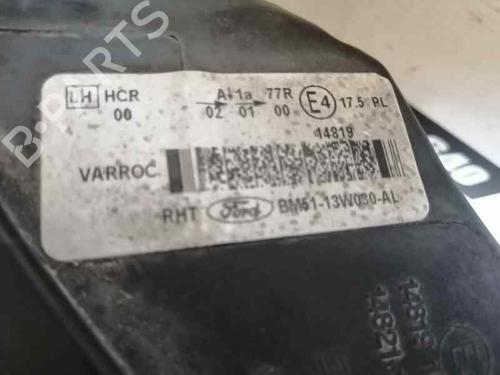 B-PARTS
LH HCR A+1a 77R E4 17.5 RL
00 02 01 00
14819
VARROC
RHT Ford BM51-13W030-AL